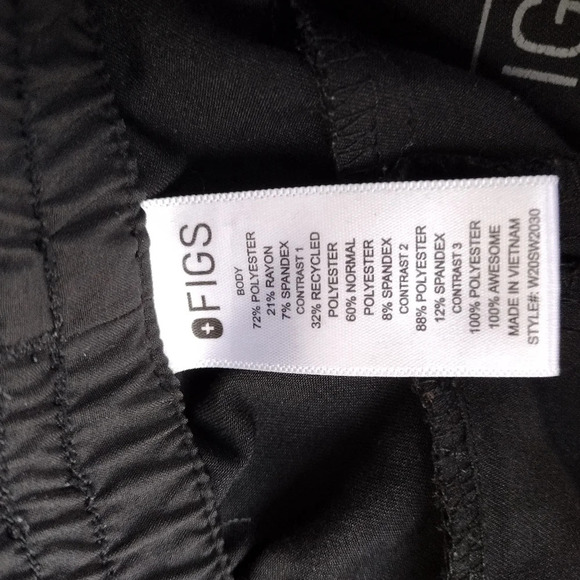 FIGS
BODY
72% POLYESTER
21% RAYON
7% SPANDEX
CONTRAST 1
32% RECYCLED
POLYESTER
60% NORMAL
POLYESTER
8% SPANDEX
CONTRAST 2
88% POLYESTER
12% SPANDEX
CONTRAST 3
100% POLYESTER
100% AWESOME
MADE IN VIETNAM
STYLE#: W20SW2030
IG